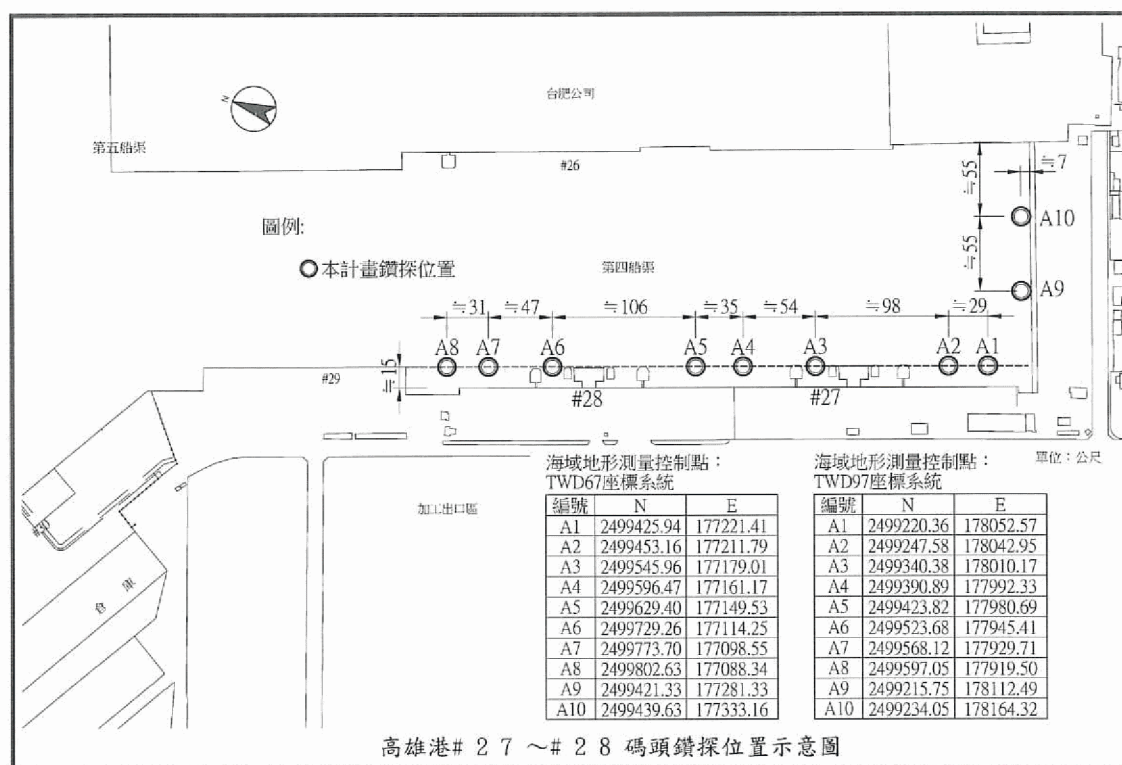 台肥公司
N
第五船渠
#26
≒55
≒7
A10
圖例:
本計畫鑽探位置
第四船渠
≒55
A9
≒31 ≒47 ≒106 ≒35 ≒54 ≒98 ≒29
A8 A7 A6 A5 A4 A3 A2 A1
≒15
#29
#28
#27
海域地形測量控制點：
TWD67座標系統
編號 N E
A1 2499425.94 177221.41
A2 2499453.16 177211.79
A3 2499545.96 177179.01
A4 2499596.47 177161.17
A5 2499629.40 177149.53
A6 2499729.26 177114.25
A7 2499773.70 177098.55
A8 2499802.63 177088.34
A9 2499421.33 177281.33
A10 2499439.63 177333.16
海域地形測量控制點：
TWD97座標系統
單位：公尺
編號 N E
A1 2499220.36 178052.57
A2 2499247.58 178042.95
A3 2499340.38 178010.17
A4 2499390.89 177992.33
A5 2499423.82 177980.69
A6 2499523.68 177945.41
A7 2499568.12 177929.71
A8 2499597.05 177919.50
A9 2499215.75 178112.49
A10 2499234.05 178164.32
加工出口區
倉庫
高雄港#27～#28碼頭鑽探位置示意圖